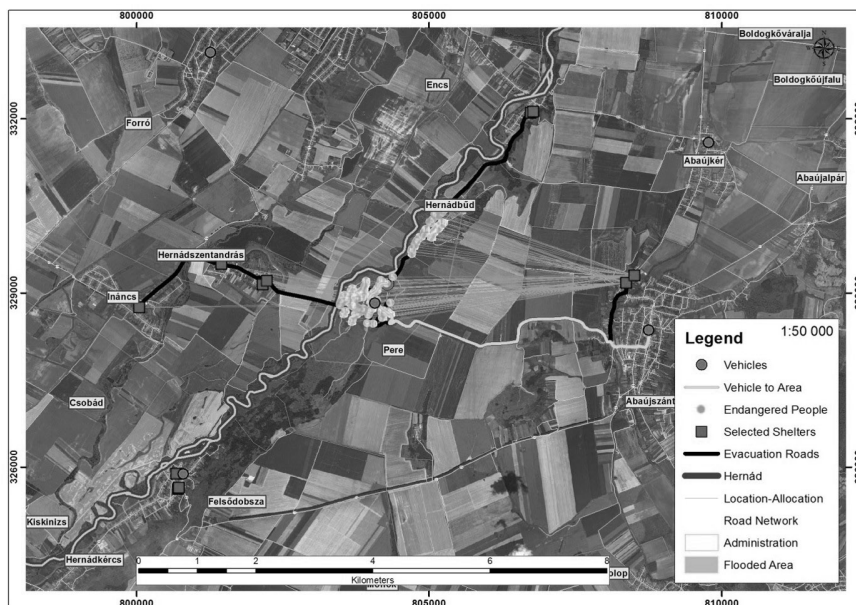 800000 805000 810000
Boldogkőváralja
Boldogkőújfalu
Encs
332000
Forró
Abaújkér
Abaújalpár
Hernádbűd
Hernádszentandrás
329000
Ináncs
Pere
Csobád
Abaújszánt
326000
Felsődobsza
Kiskinizs
Hernádkércs
Legend 1:50 000
Vehicles
Vehicle to Area
Endangered People
Selected Shelters
Evacuation Roads
Hernád
Location-Allocation
Road Network
Administration
Flooded Area
0 1 2 4 6 8
Kilometers
800000 805000 810000